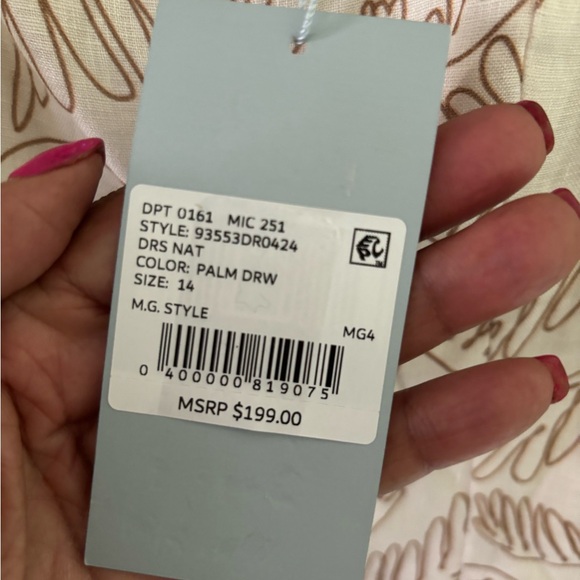 DPT 0161 MIC 251
STYLE: 93553DR0424
DRS NAT
COLOR: PALM DRW
SIZE: 14
M.G. STYLE
MG4
0 400000 819075
MSRP $199.00